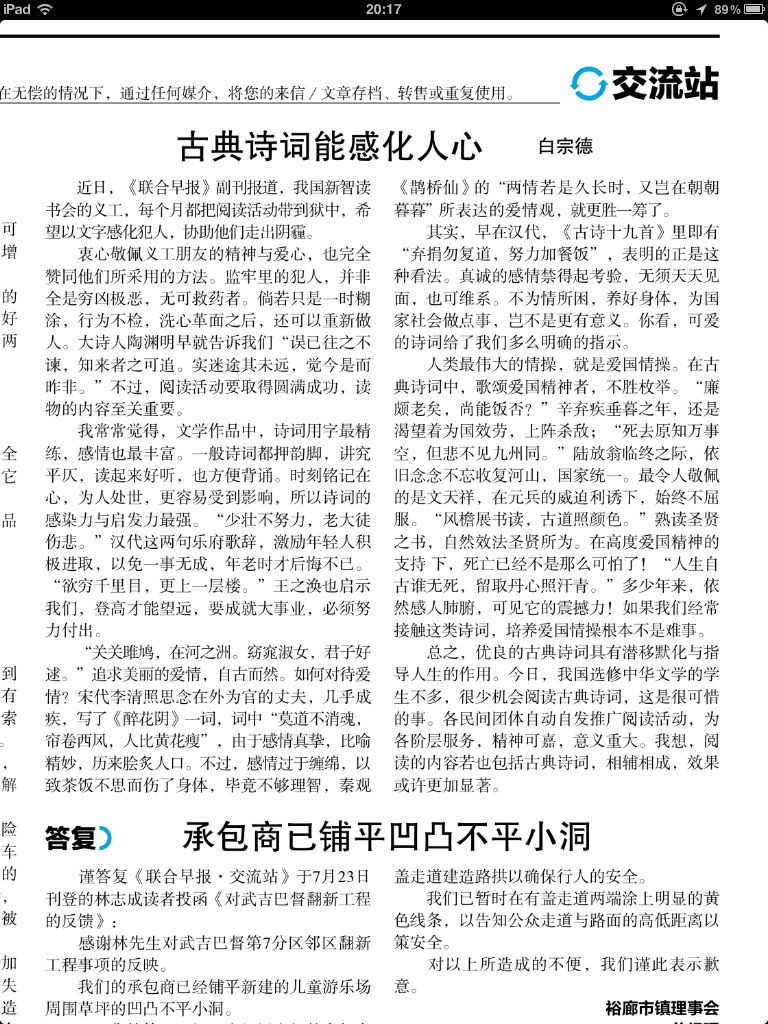 iPad
20:17
89%
在无偿的情况下，通过任何媒介，将您的来信／文章存档、转售或重复使用。
交流站
古典诗词能感化人心
白宗德
近日，《联合早报》副刊报道，我国新智读
书会的义工，每个月都把阅读活动带到狱中，希
望以文字感化犯人，协助他们走出阴霾。
衷心敬佩义工朋友的精神与爱心，也完全
赞同他们所采用的方法。监牢里的犯人，并非
全是穷凶极恶，无可救药者。倘若只是一时糊
涂，行为不检，洗心革面之后，还可以重新做
人。大诗人陶渊明早就告诉我们“误已往之不
谏，知来者之可追。实迷途其未远，觉今是而
昨非。”不过，阅读活动要取得圆满成功，读
物的内容至关重要。
我常常觉得，文学作品中，诗词用字最精
练，感情也最丰富。一般诗词都押韵脚，讲究
平仄，读起来好听，也方便背诵。时刻铭记在
心，为人处世，更容易受到影响，所以诗词的
感染力与启发力最强。“少壮不努力，老大徒
伤悲。”汉代这两句乐府歌辞，激励年轻人积
极进取，以免一事无成，年老时才后悔不已。
“欲穷千里目，更上一层楼。”王之涣也启示
我们，登高才能望远，要成就大事业，必须努
力付出。
“关关雎鸠，在河之洲。窈窕淑女，君子好
逑。”追求美丽的爱情，自古而然。如何对待爱
情？宋代李清照思念在外为官的丈夫，几乎成
疾，写了《醉花阴》一词，词中“莫道不消魂，
帘卷西风，人比黄花瘦”，由于感情真挚，比喻
精妙，历来脍炙人口。不过，感情过于缠绵，以
致茶饭不思而伤了身体，毕竟不够理智，秦观
《鹊桥仙》的“两情若是久长时，又岂在朝朝
暮暮”所表达的爱情观，就更胜一筹了。
其实，早在汉代，《古诗十九首》里即有
“弃捐勿复道，努力加餐饭”，表明的正是这
种看法。真诚的感情禁得起考验，无须天天见
面，也可维系。不为情所困，养好身体，为国
家社会做点事，岂不是更有意义。你看，可爱
的诗词给了我们多么明确的指示。
人类最伟大的情操，就是爱国情操。在古
典诗词中，歌颂爱国精神者，不胜枚举。“廉
颇老矣，尚能饭否？”辛弃疾垂暮之年，还是
渴望着为国效劳，上阵杀敌；“死去原知万事
空，但悲不见九州同。”陆放翁临终之际，依
旧念念不忘收复河山，国家统一。最令人敬佩
的是文天祥，在元兵的威迫利诱下，始终不屈
服。“风檐展书读，古道照颜色。”熟读圣贤
之书，自然效法圣贤所为。在高度爱国精神的
支持下，死亡已经不是那么可怕了！“人生自
古谁无死，留取丹心照汗青。”多少年来，依
然感人肺腑，可见它的震撼力！如果我们经常
接触这类诗词，培养爱国情操根本不是难事。
总之，优良的古典诗词具有潜移默化与指
导人生的作用。今日，我国选修中华文学的学
生不多，很少机会阅读古典诗词，这是很可惜
的事。各民间团体自动自发推广阅读活动，为
各阶层服务，精神可嘉，意义重大。我想，阅
读的内容若也包括古典诗词，相辅相成，效果
或许更加显著。
可
增
的
好
两
全
它
品
到
有
索
。
，
解
险
车
的
，
被
加
失
造
答复
承包商已铺平凹凸不平小洞
谨答复《联合早报·交流站》于7月23日
刊登的林志成读者投函《对武吉巴督翻新工程
的反馈》：
感谢林先生对武吉巴督第7分区邻区翻新
工程事项的反映。
我们的承包商已经铺平新建的儿童游乐场
周围草坪的凹凸不平小洞。
盖走道建造路拱以确保行人的安全。
我们已暂时在有盖走道两端涂上明显的黄
色线条，以告知公众走道与路面的高低距离以
策安全。
对以上所造成的不便，我们谨此表示歉
意。
裕廊市镇理事会